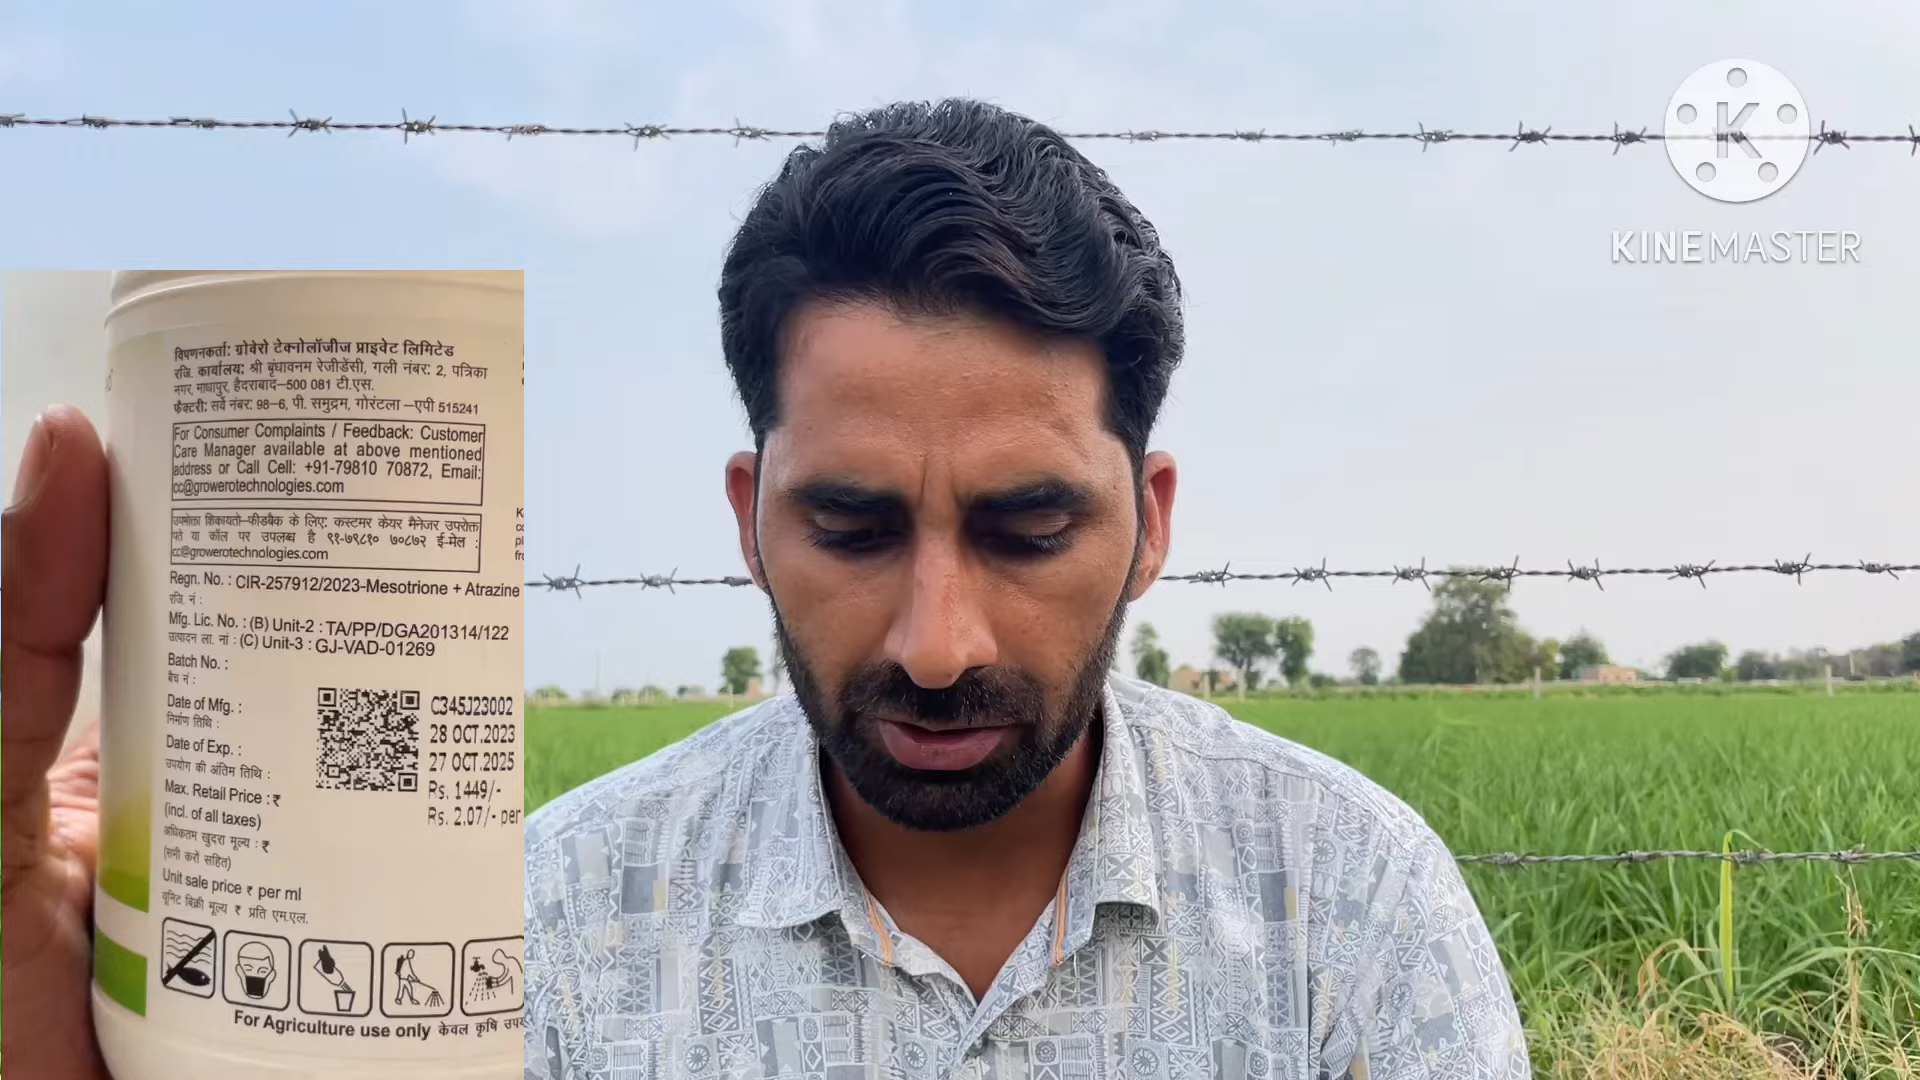 KINEMASTER
विपणनकर्ता: ग्रोवेरो टेक्नोलॉजीज प्राइवेट लिमिटेड
रजि. कार्यालय: श्री बृंधावनम रेजीडेंसी, गली नंबर: 2, पत्रिका
नगर, माधापुर, हैदराबाद–500 081 टी.एस.
फैक्टरी: सर्वे नंबर: 98–6, पी. समुद्रम, गोरंटला –एपी 515241
For Consumer Complaints / Feedback: Customer
Care Manager available at above mentioned
address or Call Cell: +91-79810 70872, Email:
cc@growerotechnologies.com
उपभोक्ता शिकायतो–फीडबैक के लिए: कस्टमर केयर मैनेजर उपरोक्त
पते या कॉल पर उपलब्ध है ९१-७९८१० ७०८७२ ई-मेल :
cc@growerotechnologies.com
Regn. No. : CIR-257912/2023-Mesotrione + Atrazine
रजि. नं :
Mfg. Lic. No. : (B) Unit-2 : TA/PP/DGA201314/122
उत्पादन ला. नां : (C) Unit-3 : GJ-VAD-01269
Batch No. :
बैच नं : C345J23002
Date of Mfg. : 28 OCT.2023
निर्माण तिथि :
Date of Exp. : 27 OCT.2025
उपयोग की अंतिम तिथि :
Max. Retail Price : ₹ Rs. 1449/-
(incl. of all taxes) Rs. 2.07/- per
अधिकतम खुदरा मूल्य : ₹
(सभी करों सहित)
Unit sale price ₹ per ml
यूनिट बिक्री मूल्य ₹ प्रति एम.एल.
For Agriculture use only केवल कृषि